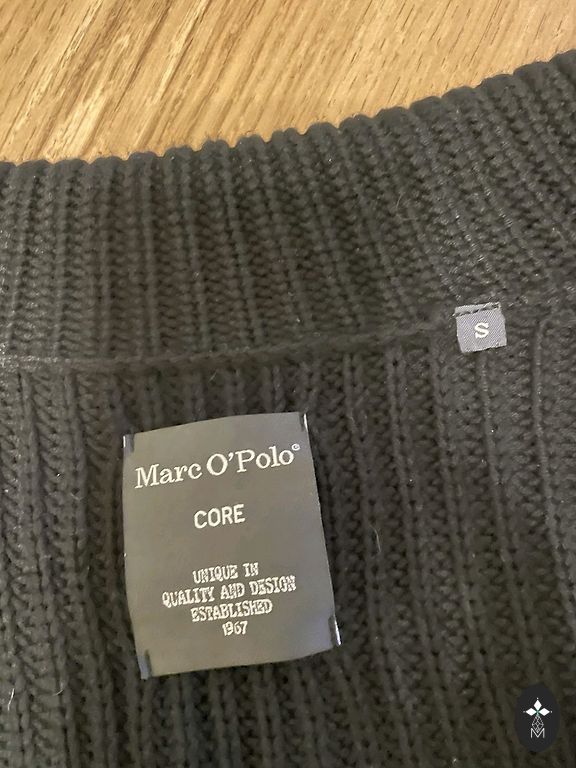 S
Marc O'Polo®
CORE
UNIQUE IN
QUALITY AND DESIGN
ESTABLISHED
1967
M